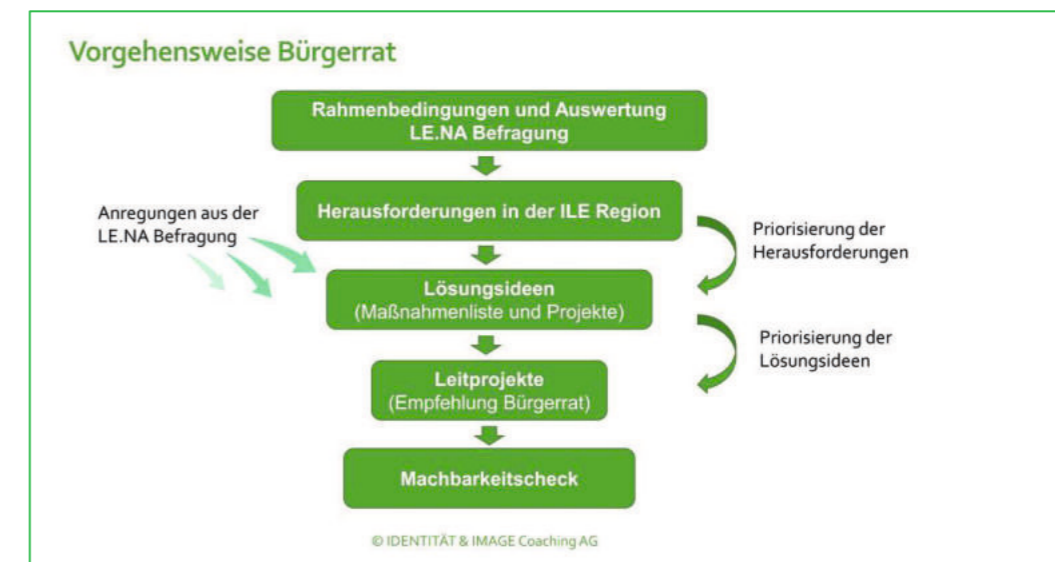 Vorgehensweise Bürgerrat
Rahmenbedingungen und Auswertung
LE.NA Befragung
Herausforderungen in der ILE Region
Anregungen aus der
LE.NA Befragung
Priorisierung der
Herausforderungen
Lösungsideen
(Maßnahmenliste und Projekte)
Priorisierung der
Lösungsideen
Leitprojekte
(Empfehlung Bürgerrat)
Machbarkeitscheck
© IDENTITÄT & IMAGE Coaching AG